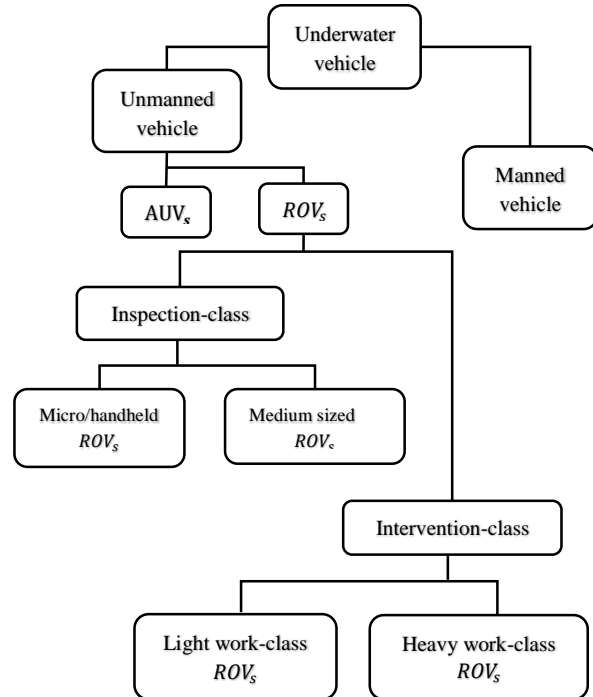 Underwater
vehicle
Unmanned
vehicle
Manned
vehicle
AUVₛ
ROVₛ
Inspection-class
Micro/handheld
ROVₛ
Medium sized
ROVₛ
Intervention-class
Light work-class
ROVₛ
Heavy work-class
ROVₛ